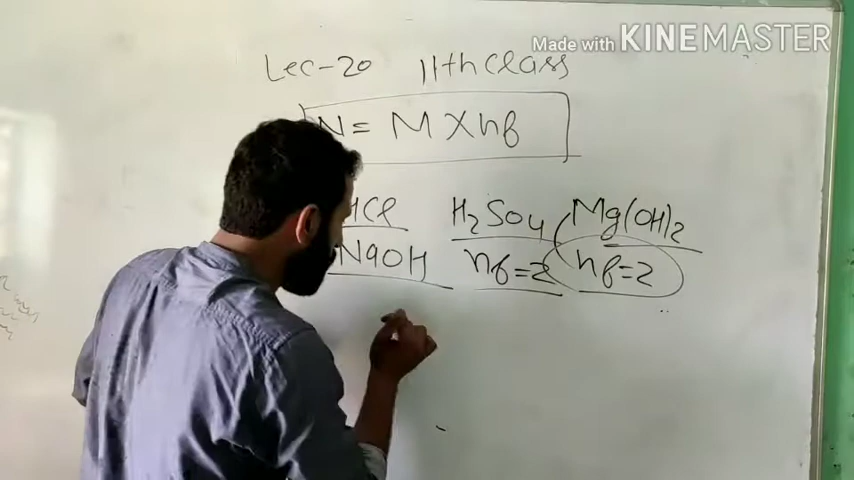 Made with KINEMASTER
Lec-20 11th Class
N = M X nf
HCl H2SO4 Mg(OH)2
NaOH nf=2 nf=2